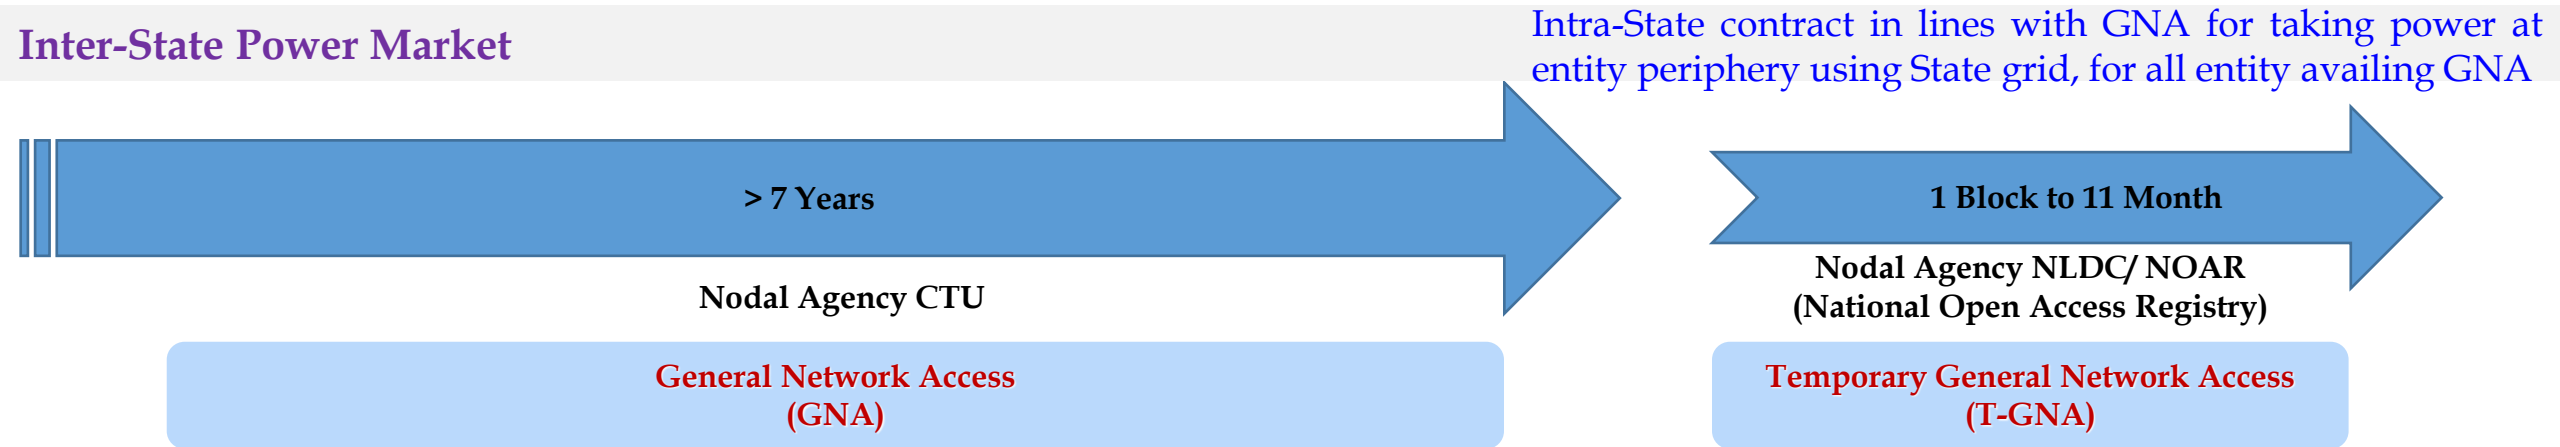 Inter-State Power Market
Intra-State contract in lines with GNA for taking power at
entity periphery using State grid, for all entity availing GNA
> 7 Years
1 Block to 11 Month
Nodal Agency CTU
Nodal Agency NLDC/ NOAR
(National Open Access Registry)
General Network Access
(GNA)
Temporary General Network Access
(T-GNA)